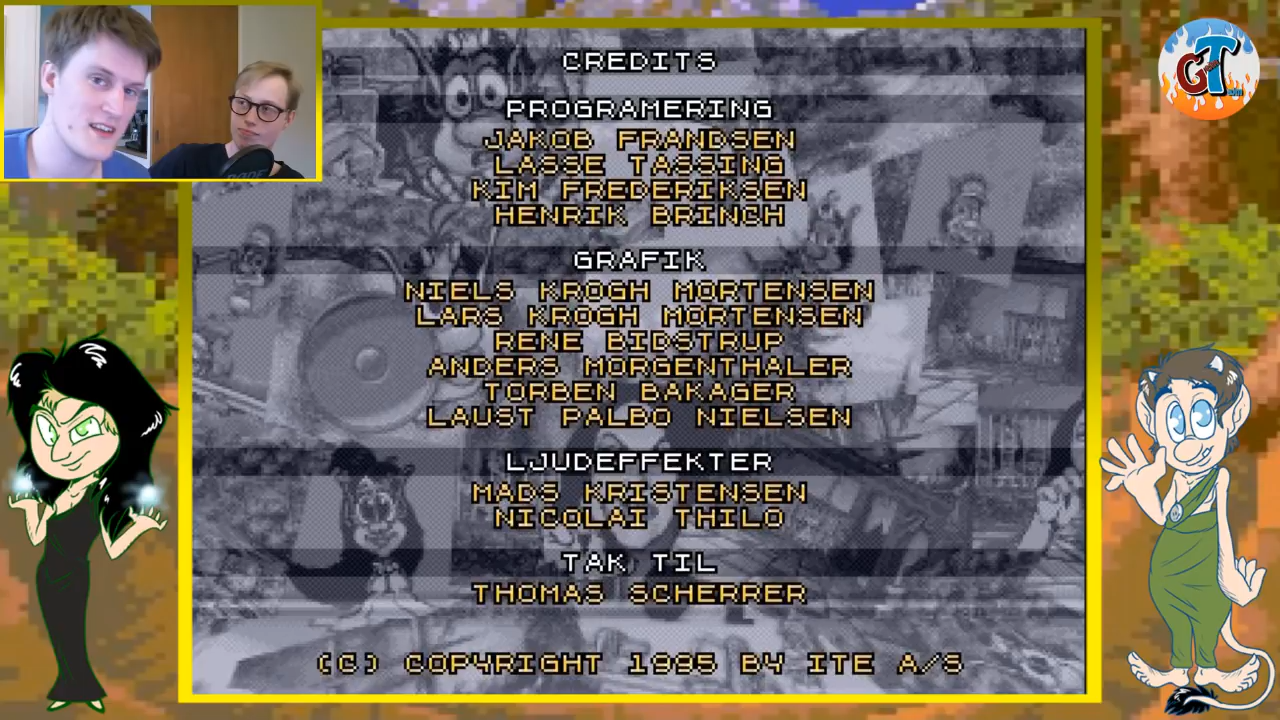 CREDITS
PROGRAMERING
JAKOB FRANDSEN
LASSE TASSING
KIM FREDERIKSEN
HENRIK BRINCH
GRAFIK
NIELS KROGH MORTENSEN
LARS KROGH MORTENSEN
RENE BIDSTRUP
ANDERS MORGENTHALER
TORBEN BAKAGER
LAUST PALBO NIELSEN
LJUDEFFEKTER
MADS KRISTENSEN
NICOLAI THILO
TAK TIL
THOMAS SCHERRER
(C) COPYRIGHT 1995 BY ITE A/S
GT
RODE